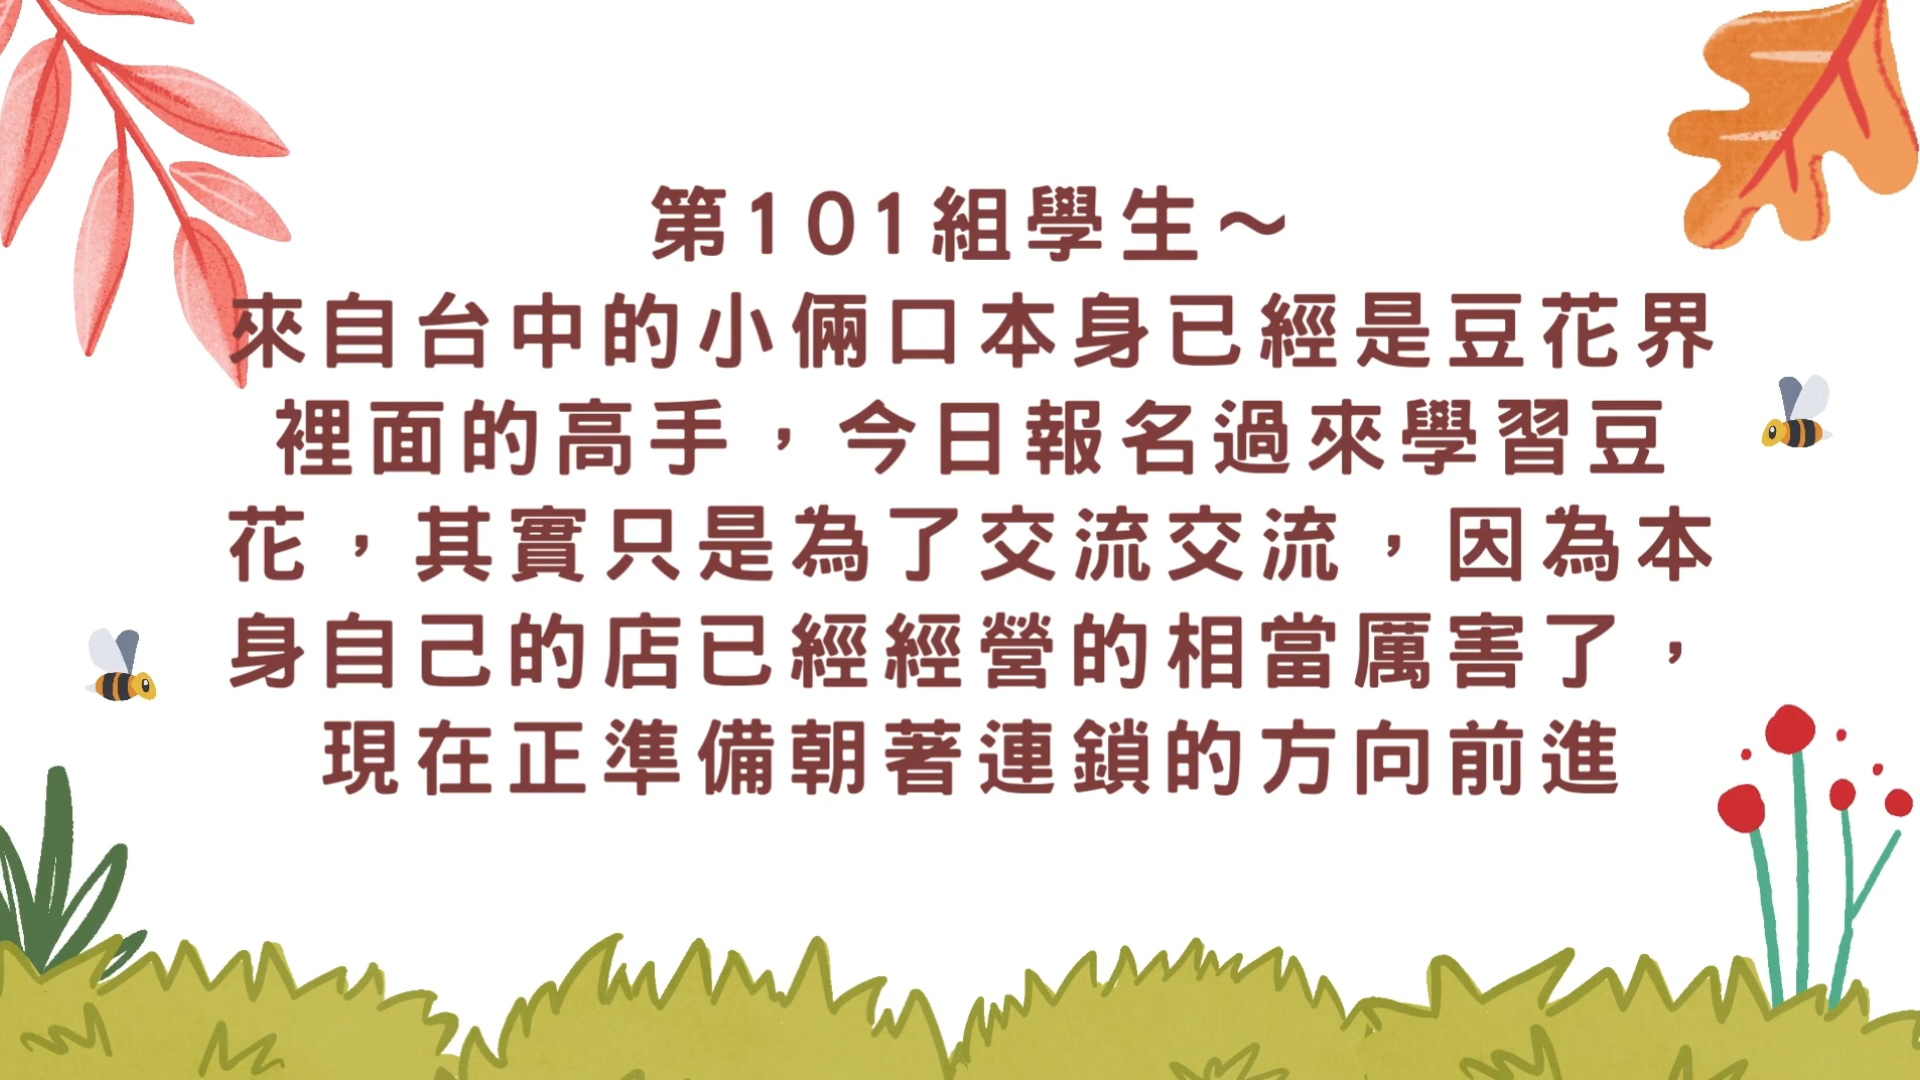 第101組學生～
來自台中的小倆口本身已經是豆花界
裡面的高手，今日報名過來學習豆
花，其實只是為了交流交流，因為本
身自己的店已經經營的相當厲害了，
現在正準備朝著連鎖的方向前進